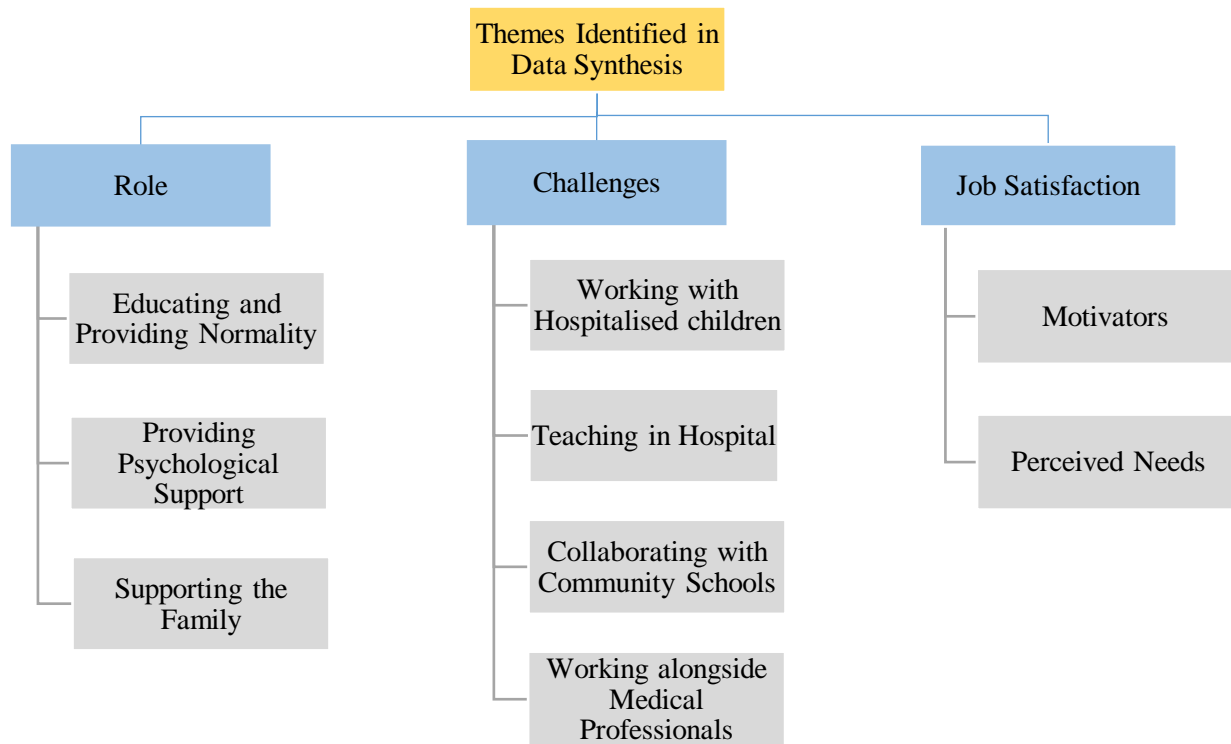 Themes Identified in
Data Synthesis
Role
Challenges
Job Satisfaction
Educating and
Providing Normality
Providing
Psychological
Support
Supporting the
Family
Working with
Hospitalised children
Teaching in Hospital
Collaborating with
Community Schools
Working alongside
Medical
Professionals
Motivators
Perceived Needs